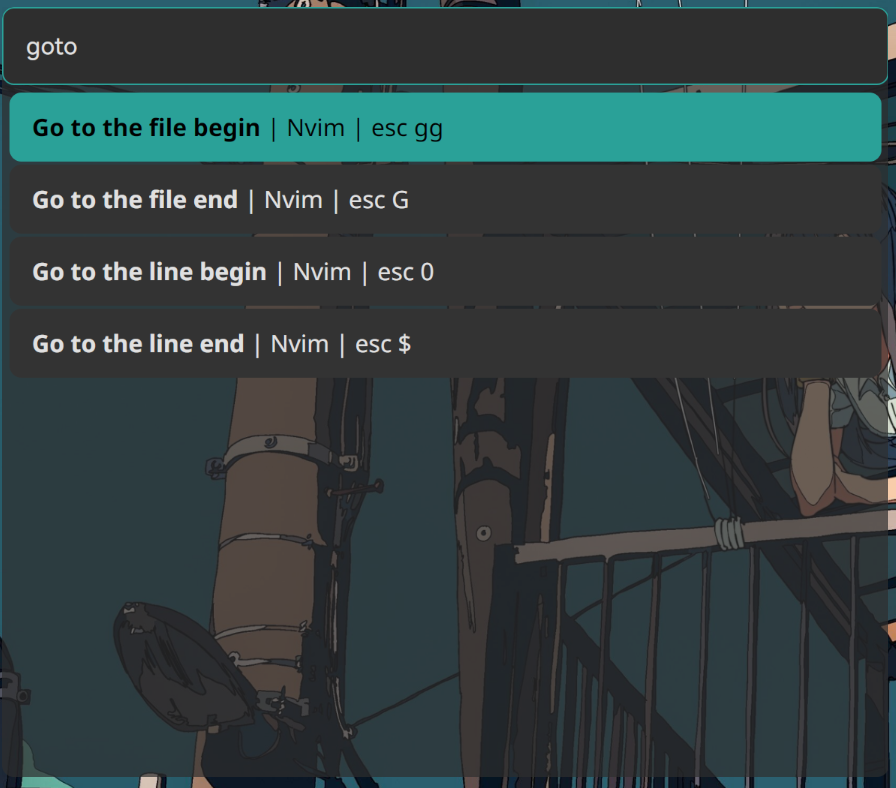 goto
Go to the file begin | Nvim | esc gg
Go to the file end | Nvim | esc G
Go to the line begin | Nvim | esc 0
Go to the line end | Nvim | esc $